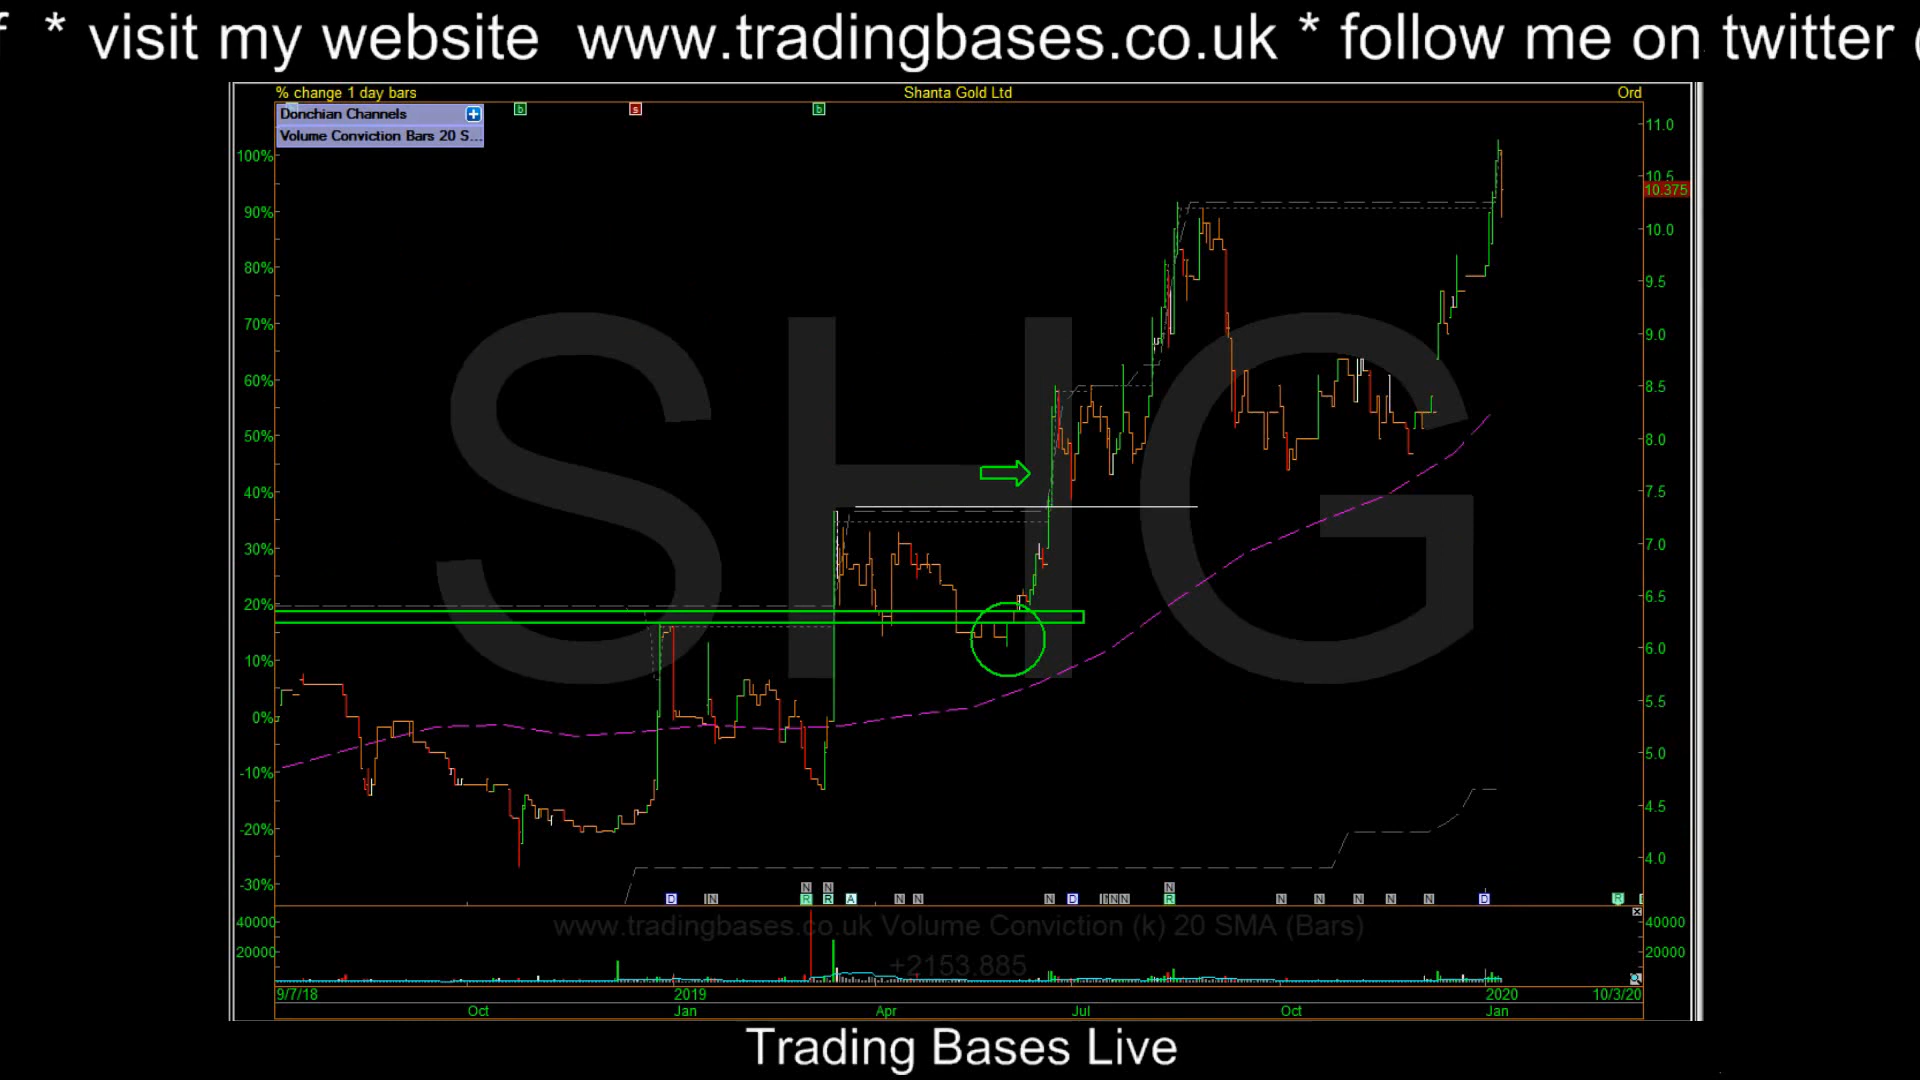 * visit my website www.tradingbases.co.uk * follow me on twitter
% change 1 day bars Shanta Gold Ltd Ord
Donchian Channels
Volume Conviction Bars 20 S...
b s b
SHG
100%
90%
80%
70%
60%
50%
40%
30%
20%
10%
0%
-10%
-20%
-30%
11.0
10.5
10.375
10.0
9.5
9.0
8.5
8.0
7.5
7.0
6.5
6.0
5.5
5.0
4.5
4.0
N N N
D N R R A N N N D N N N R N N N N N D R
40000 www.tradingbases.co.uk Volume Conviction (k) 20 SMA (Bars) 40000
20000 +2153.885 20000
9/7/18 2019 2020 10/3/20
Oct Jan Apr Jul Oct Jan
Trading Bases Live